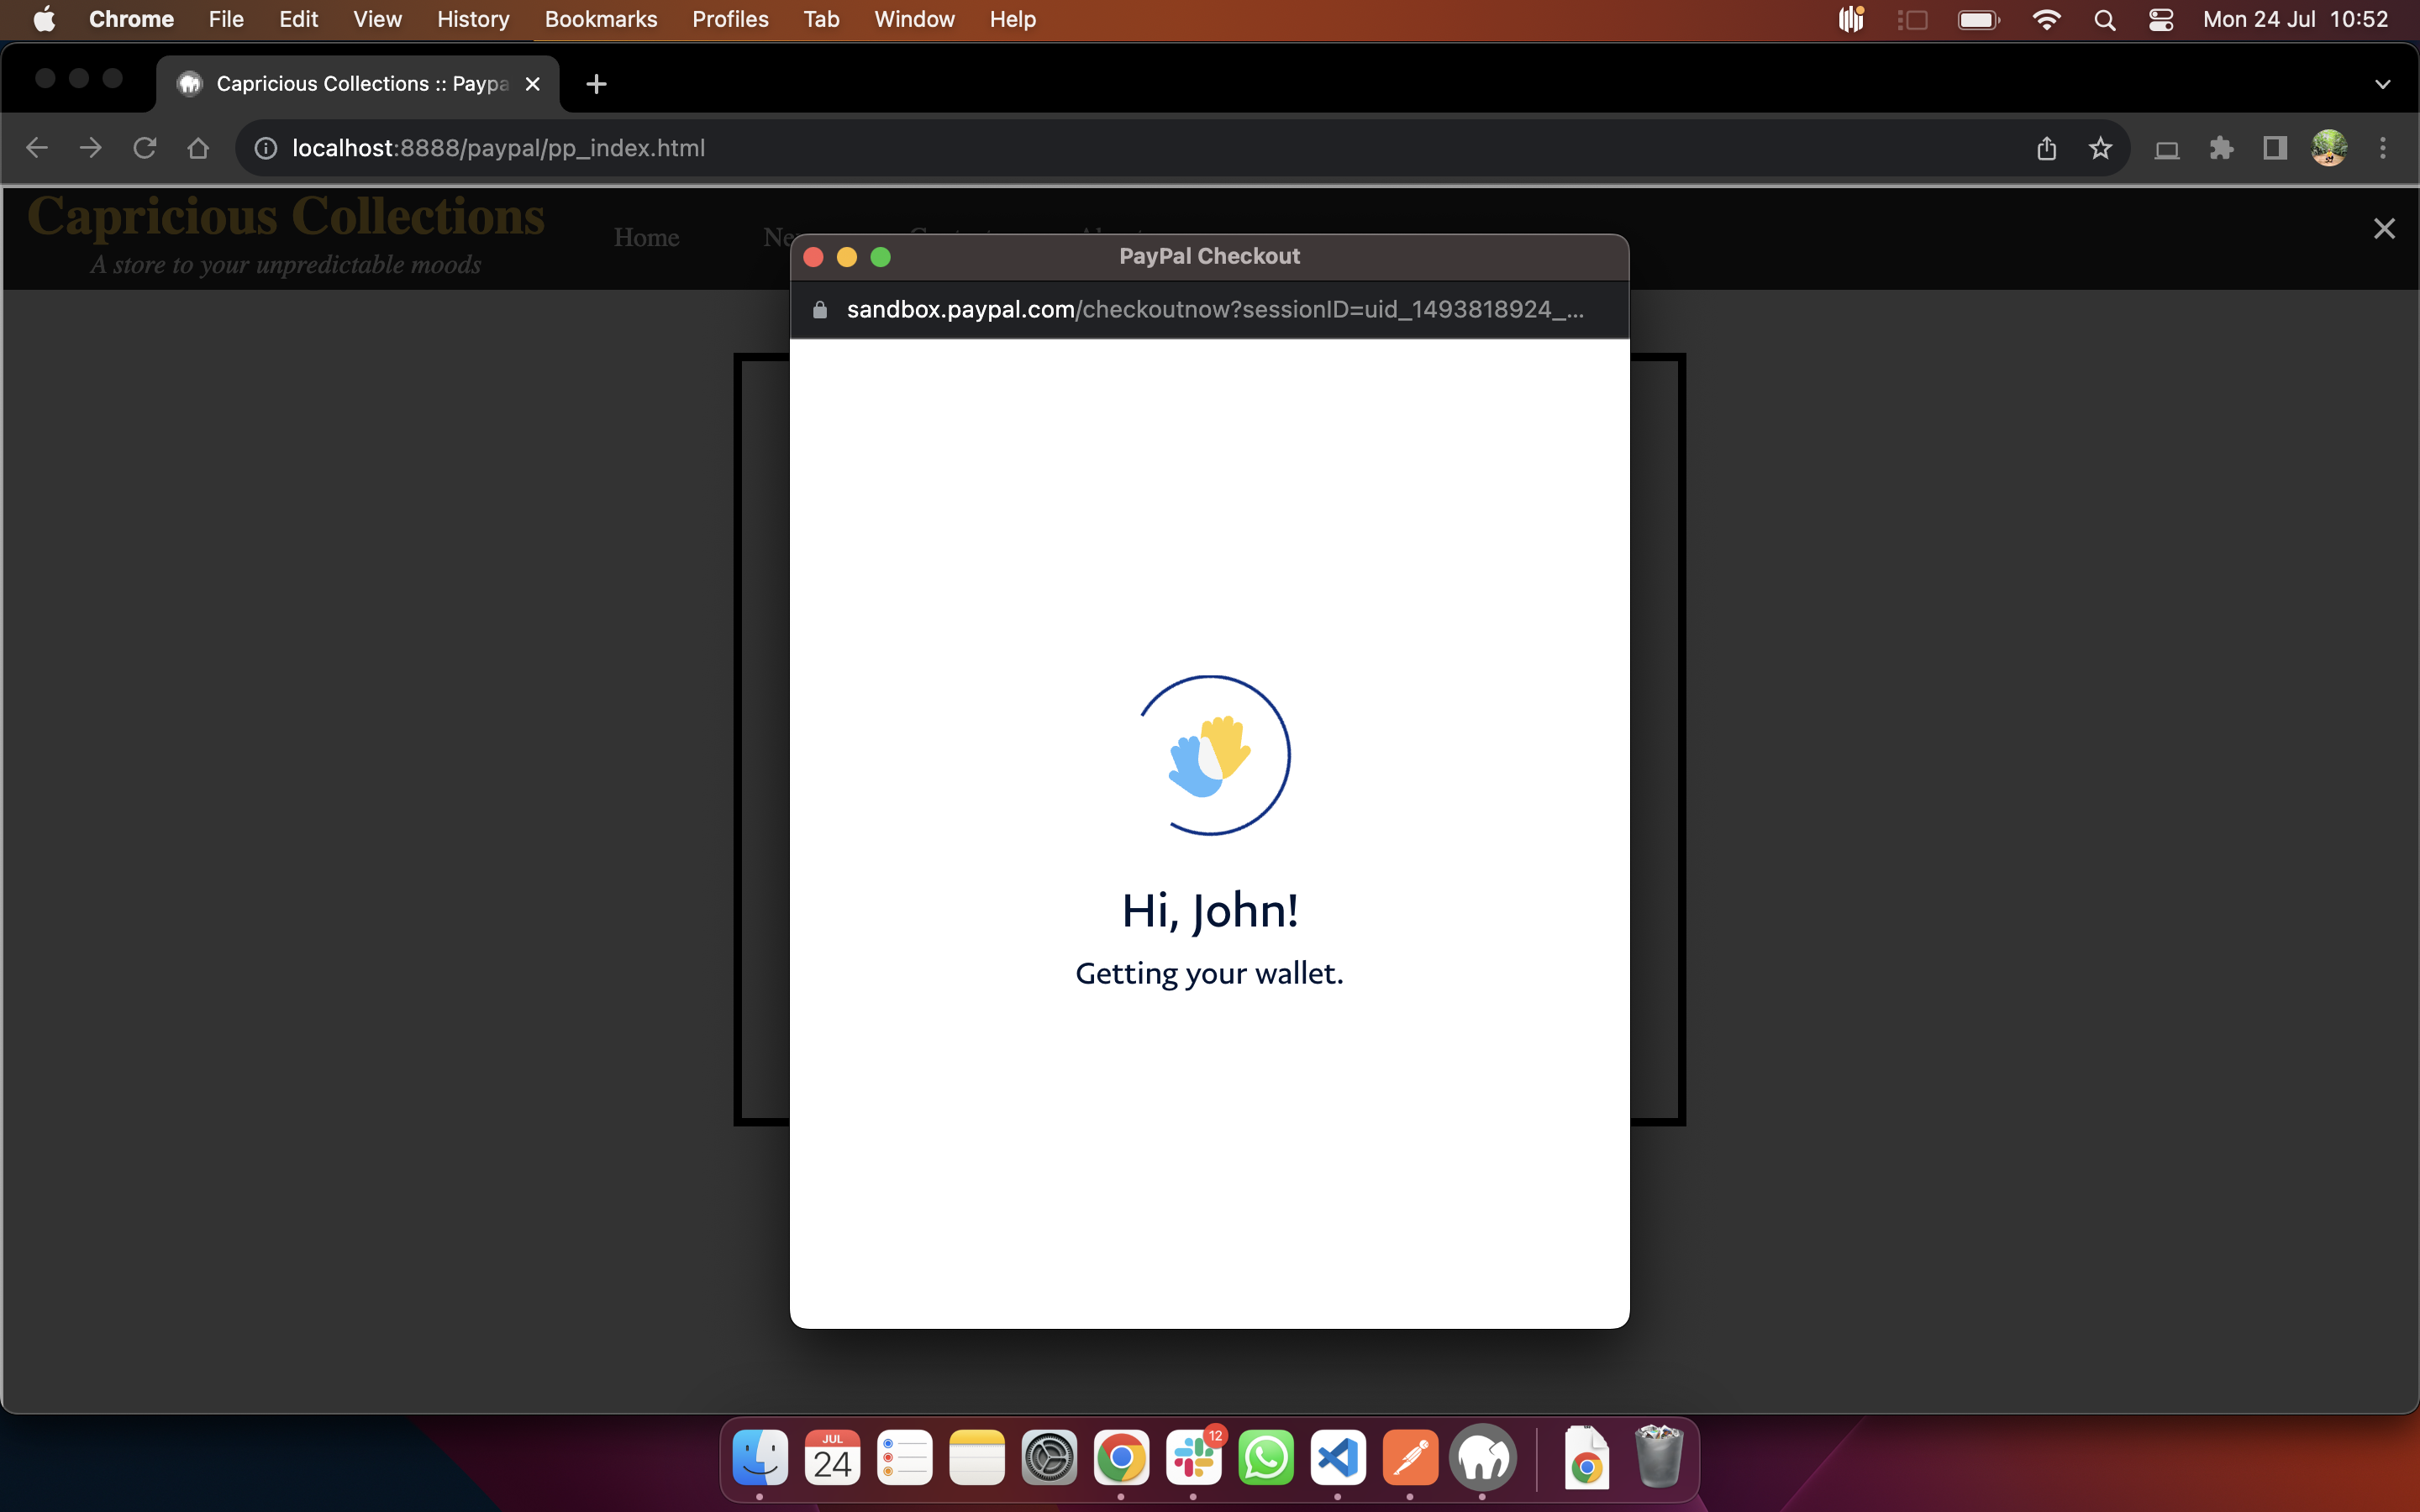 Chrome File Edit View History Bookmarks Profiles Tab Window Help Mon 24 Jul 10:52
Capricious Collections :: Paypa
localhost:8888/paypal/pp_index.html
Capricious Collections
A store to your unpredictable moods
Home
PayPal Checkout
sandbox.paypal.com/checkoutnow?sessionID=uid_1493818924_...
Hi, John!
Getting your wallet.
JUL
24
12